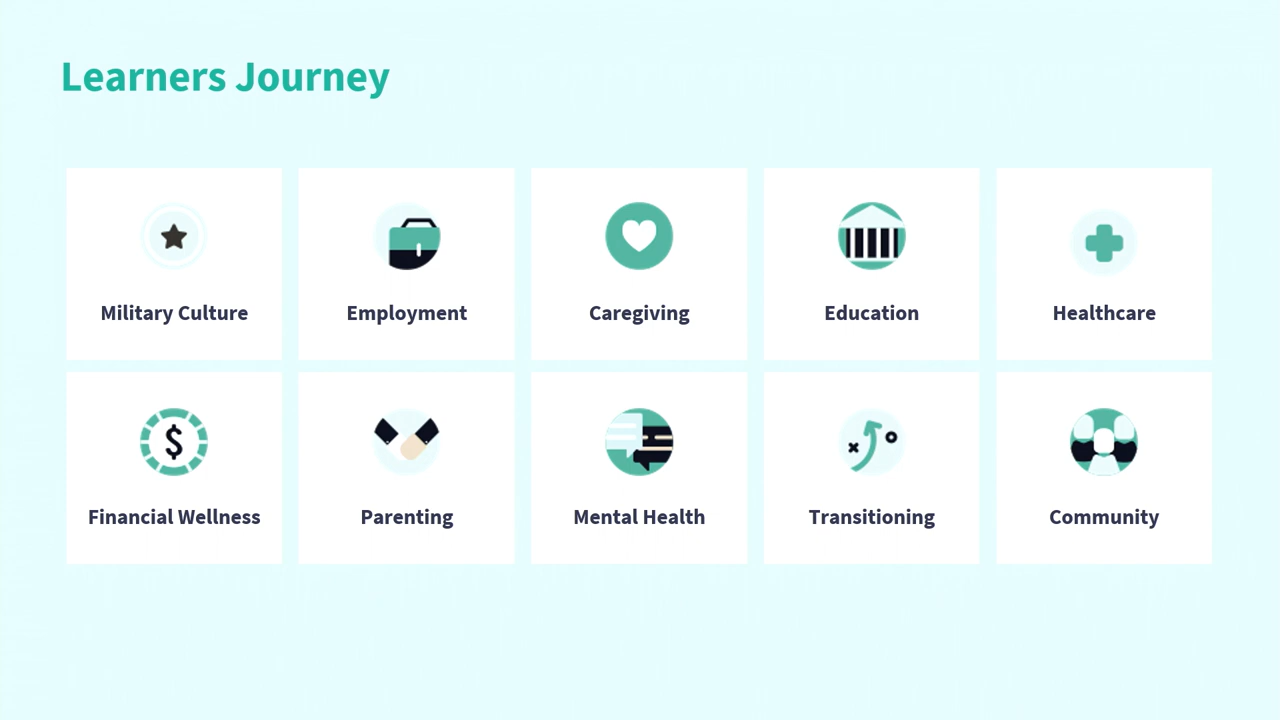 Learners Journey
Military Culture
Employment
Caregiving
Education
Healthcare
Financial Wellness
Parenting
Mental Health
Transitioning
Community